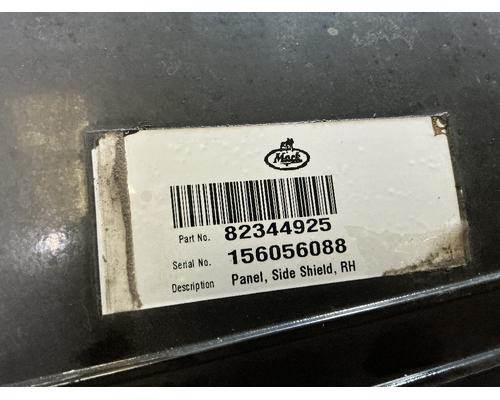 Mack
Part No. 82344925
Serial No. 156056088
Description Panel, Side Shield, RH